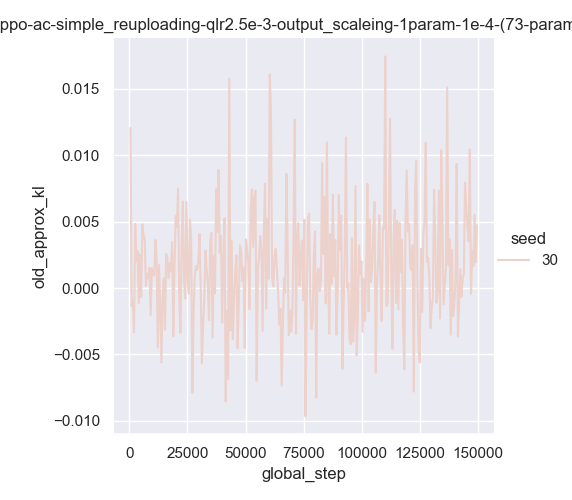 ppo-ac-simple_reuploading-qlr2.5e-3-output_scaleing-1param-1e-4-(73-param
0.015
0.010
0.005
0.000
−0.005
−0.010
old_approx_kl
0 25000 50000 75000 100000 125000 150000
global_step
seed
30